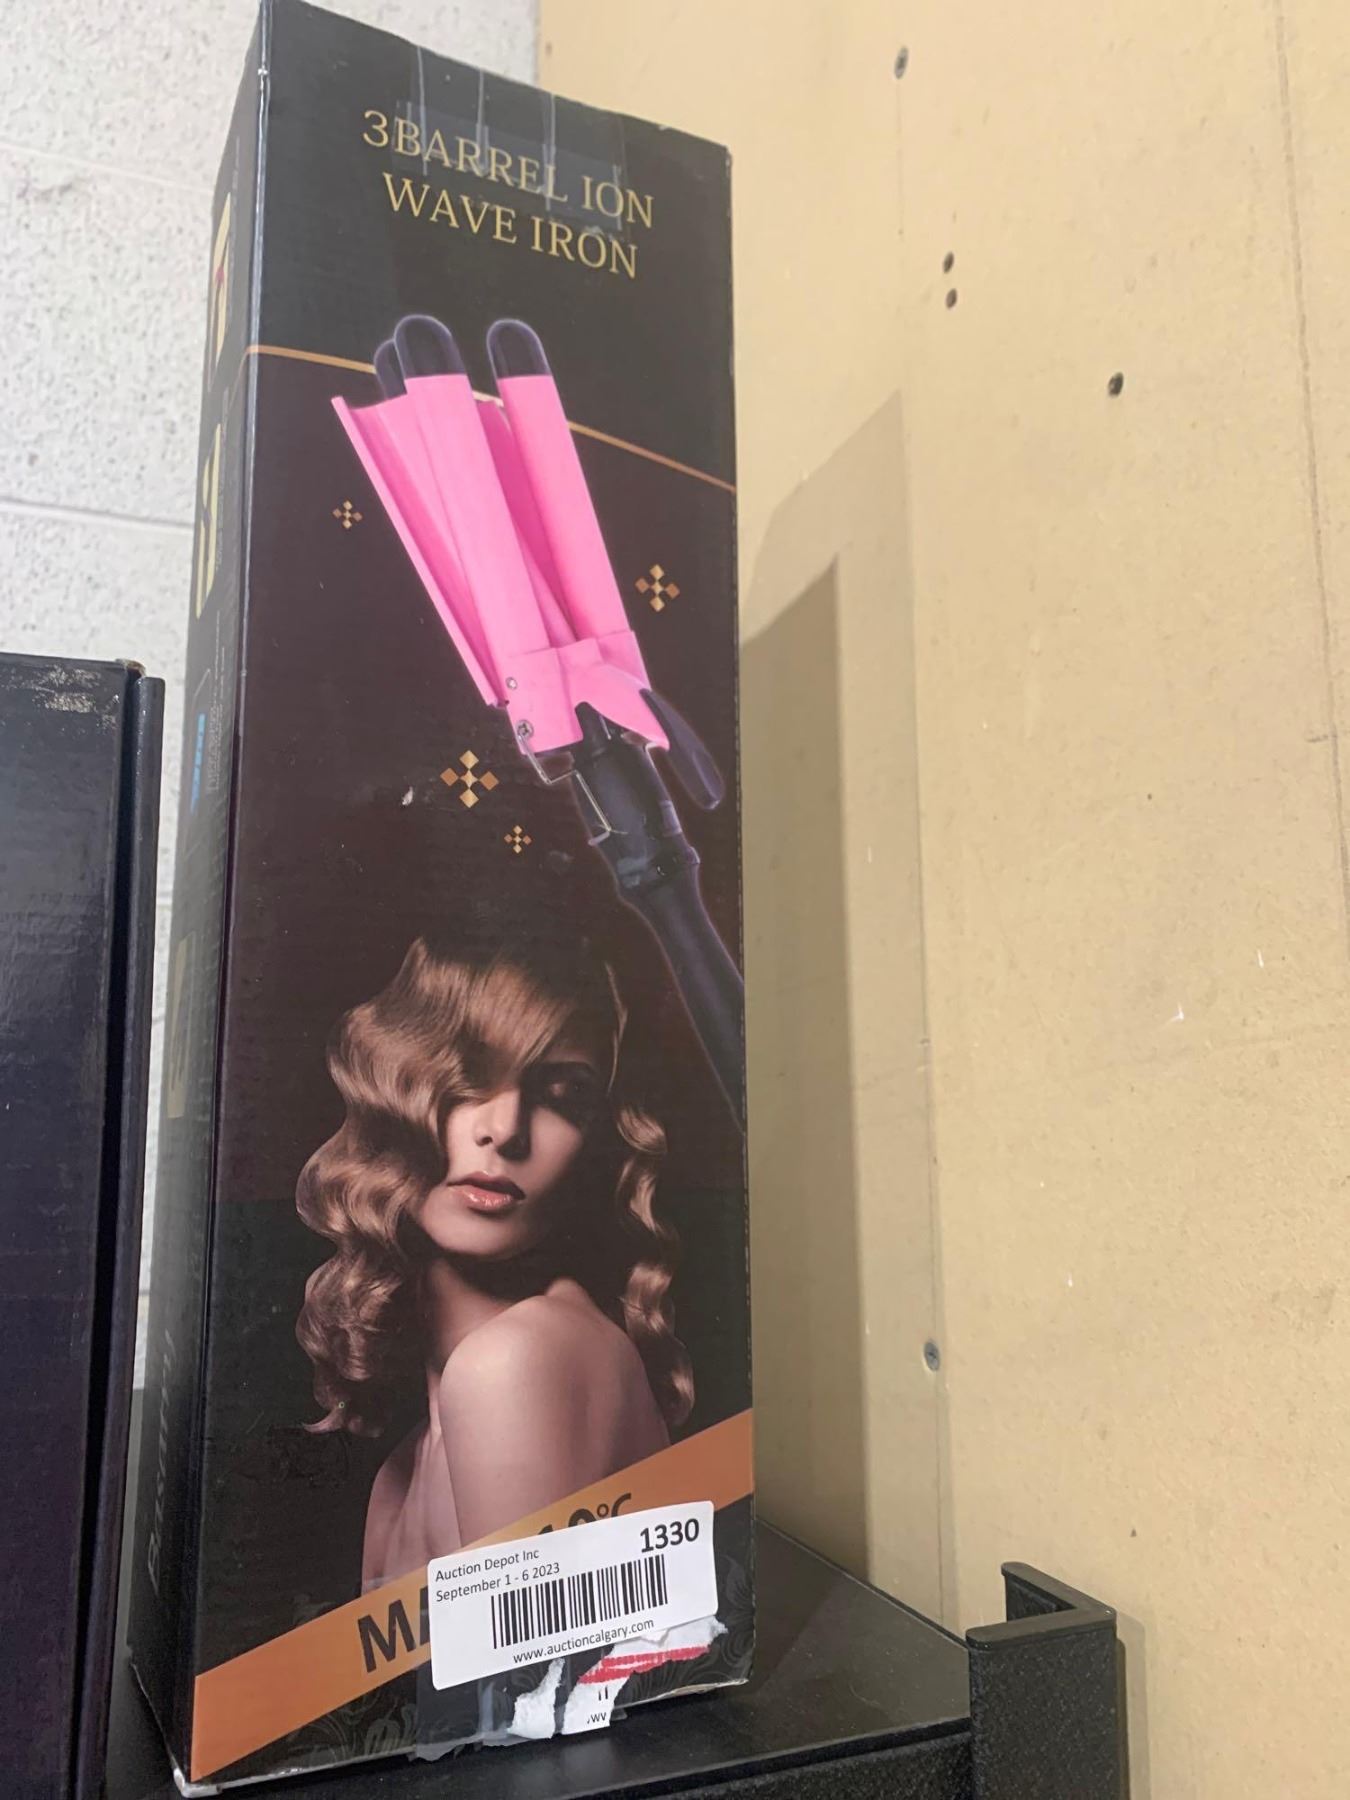 3BARREL ION
WAVE IRON
1330
Auction Depot Inc
September 1 - 6 2023
www.auctioncalgary.com